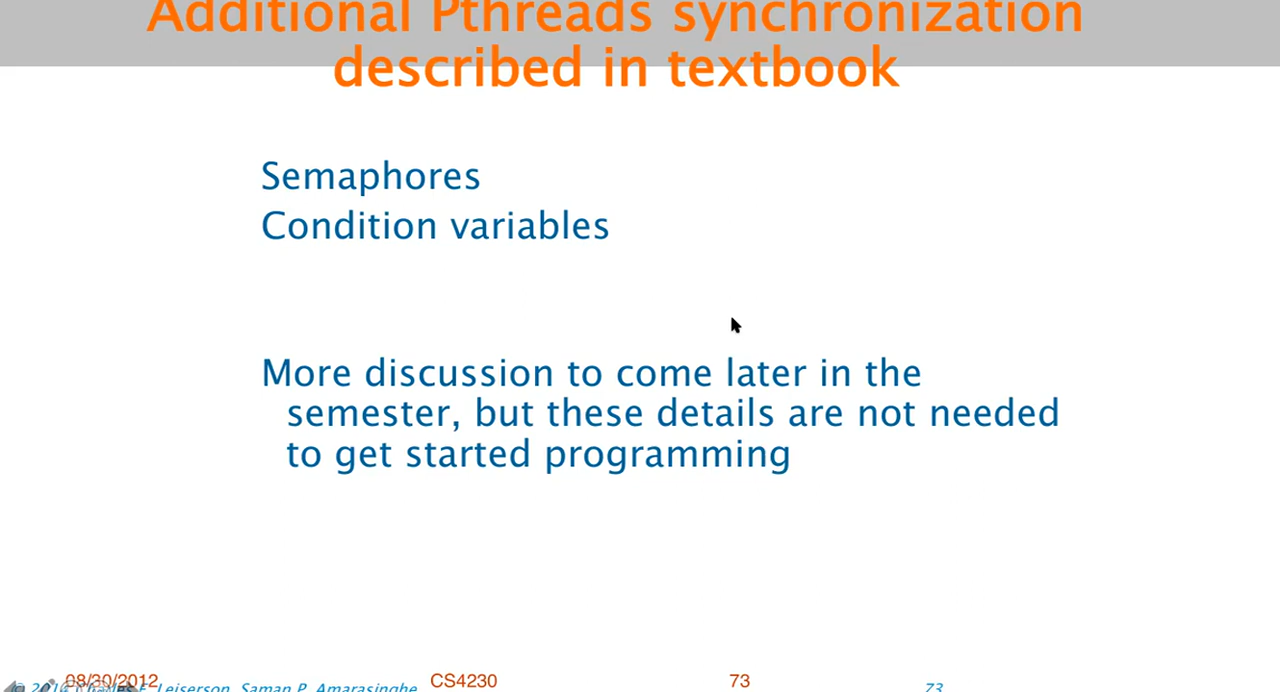 Additional Pthreads synchronization
described in textbook
Semaphores
Condition variables
More discussion to come later in the
semester, but these details are not needed
to get started programming
08/30/2012 CS4230 73
Leiserson, Saman P. Amarasinghe 73